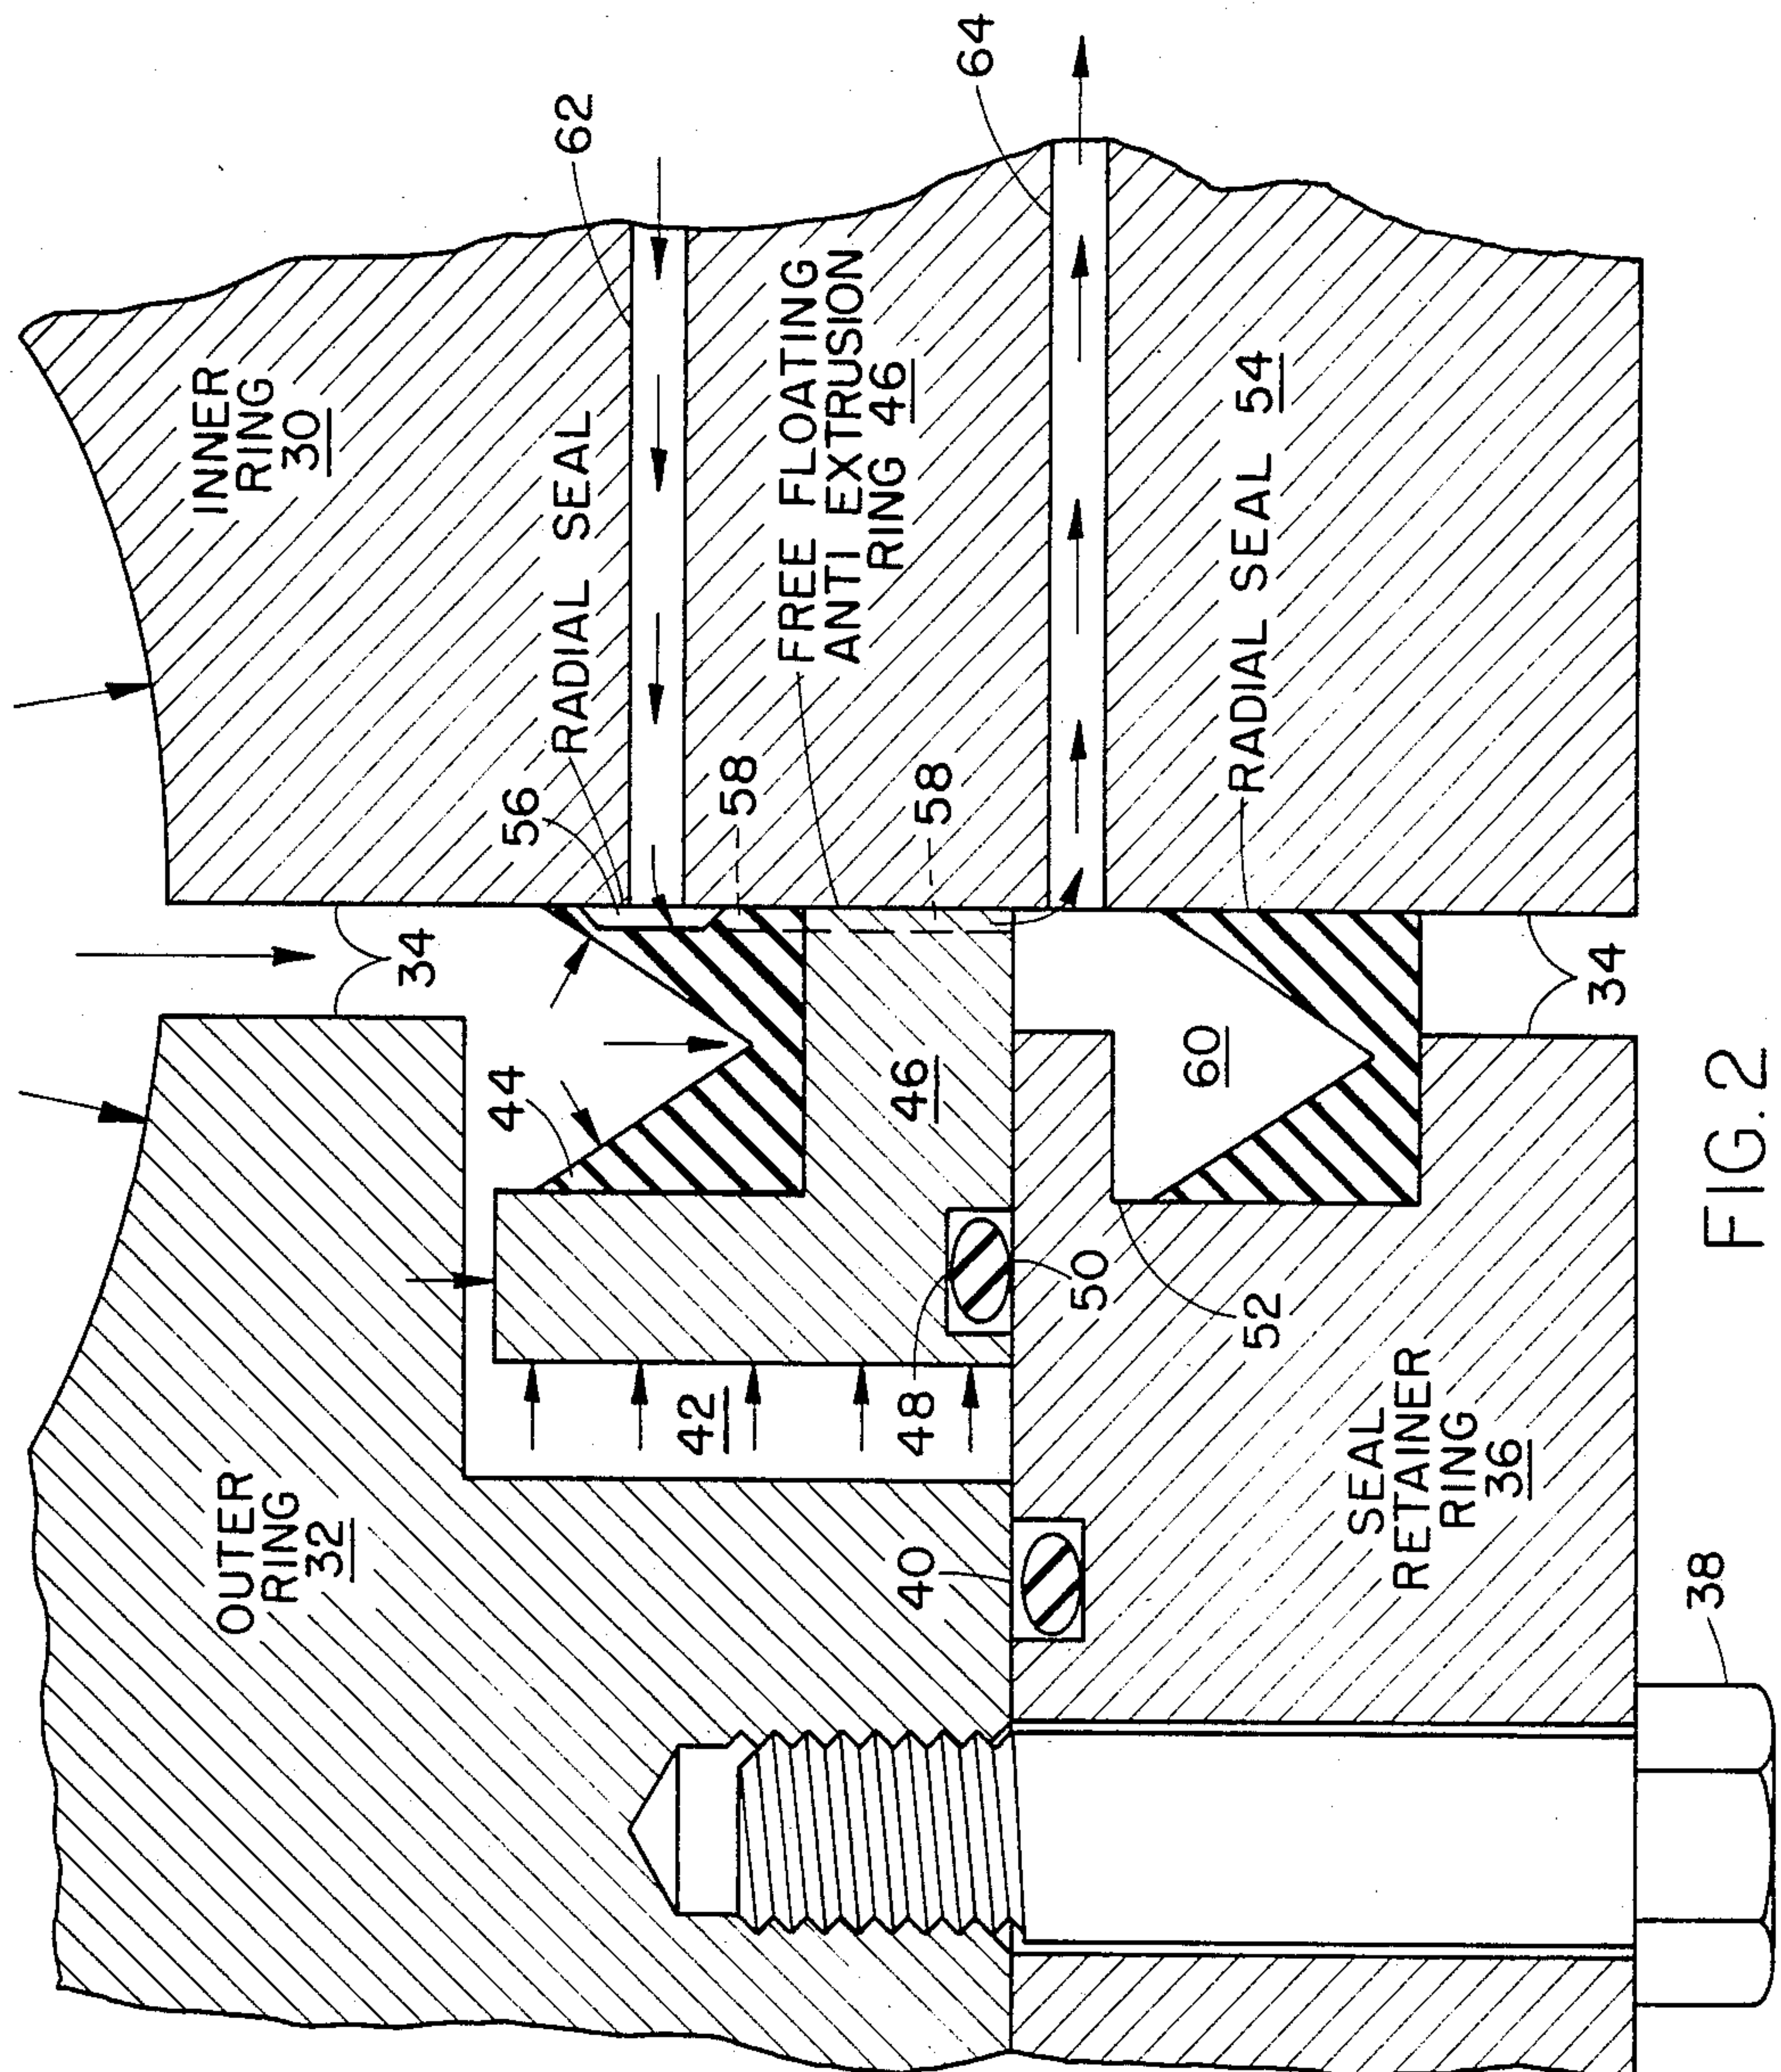 INNER
RING
30
62
64
RADIAL SEAL
56
FREE FLOATING
ANTI EXTRUSION
RING 46
58
58
RADIAL SEAL 54
34
34
44
46
60
48
50
52
42
OUTER
RING
32
40
SEAL
RETAINER
RING
36
38
FIG. 2